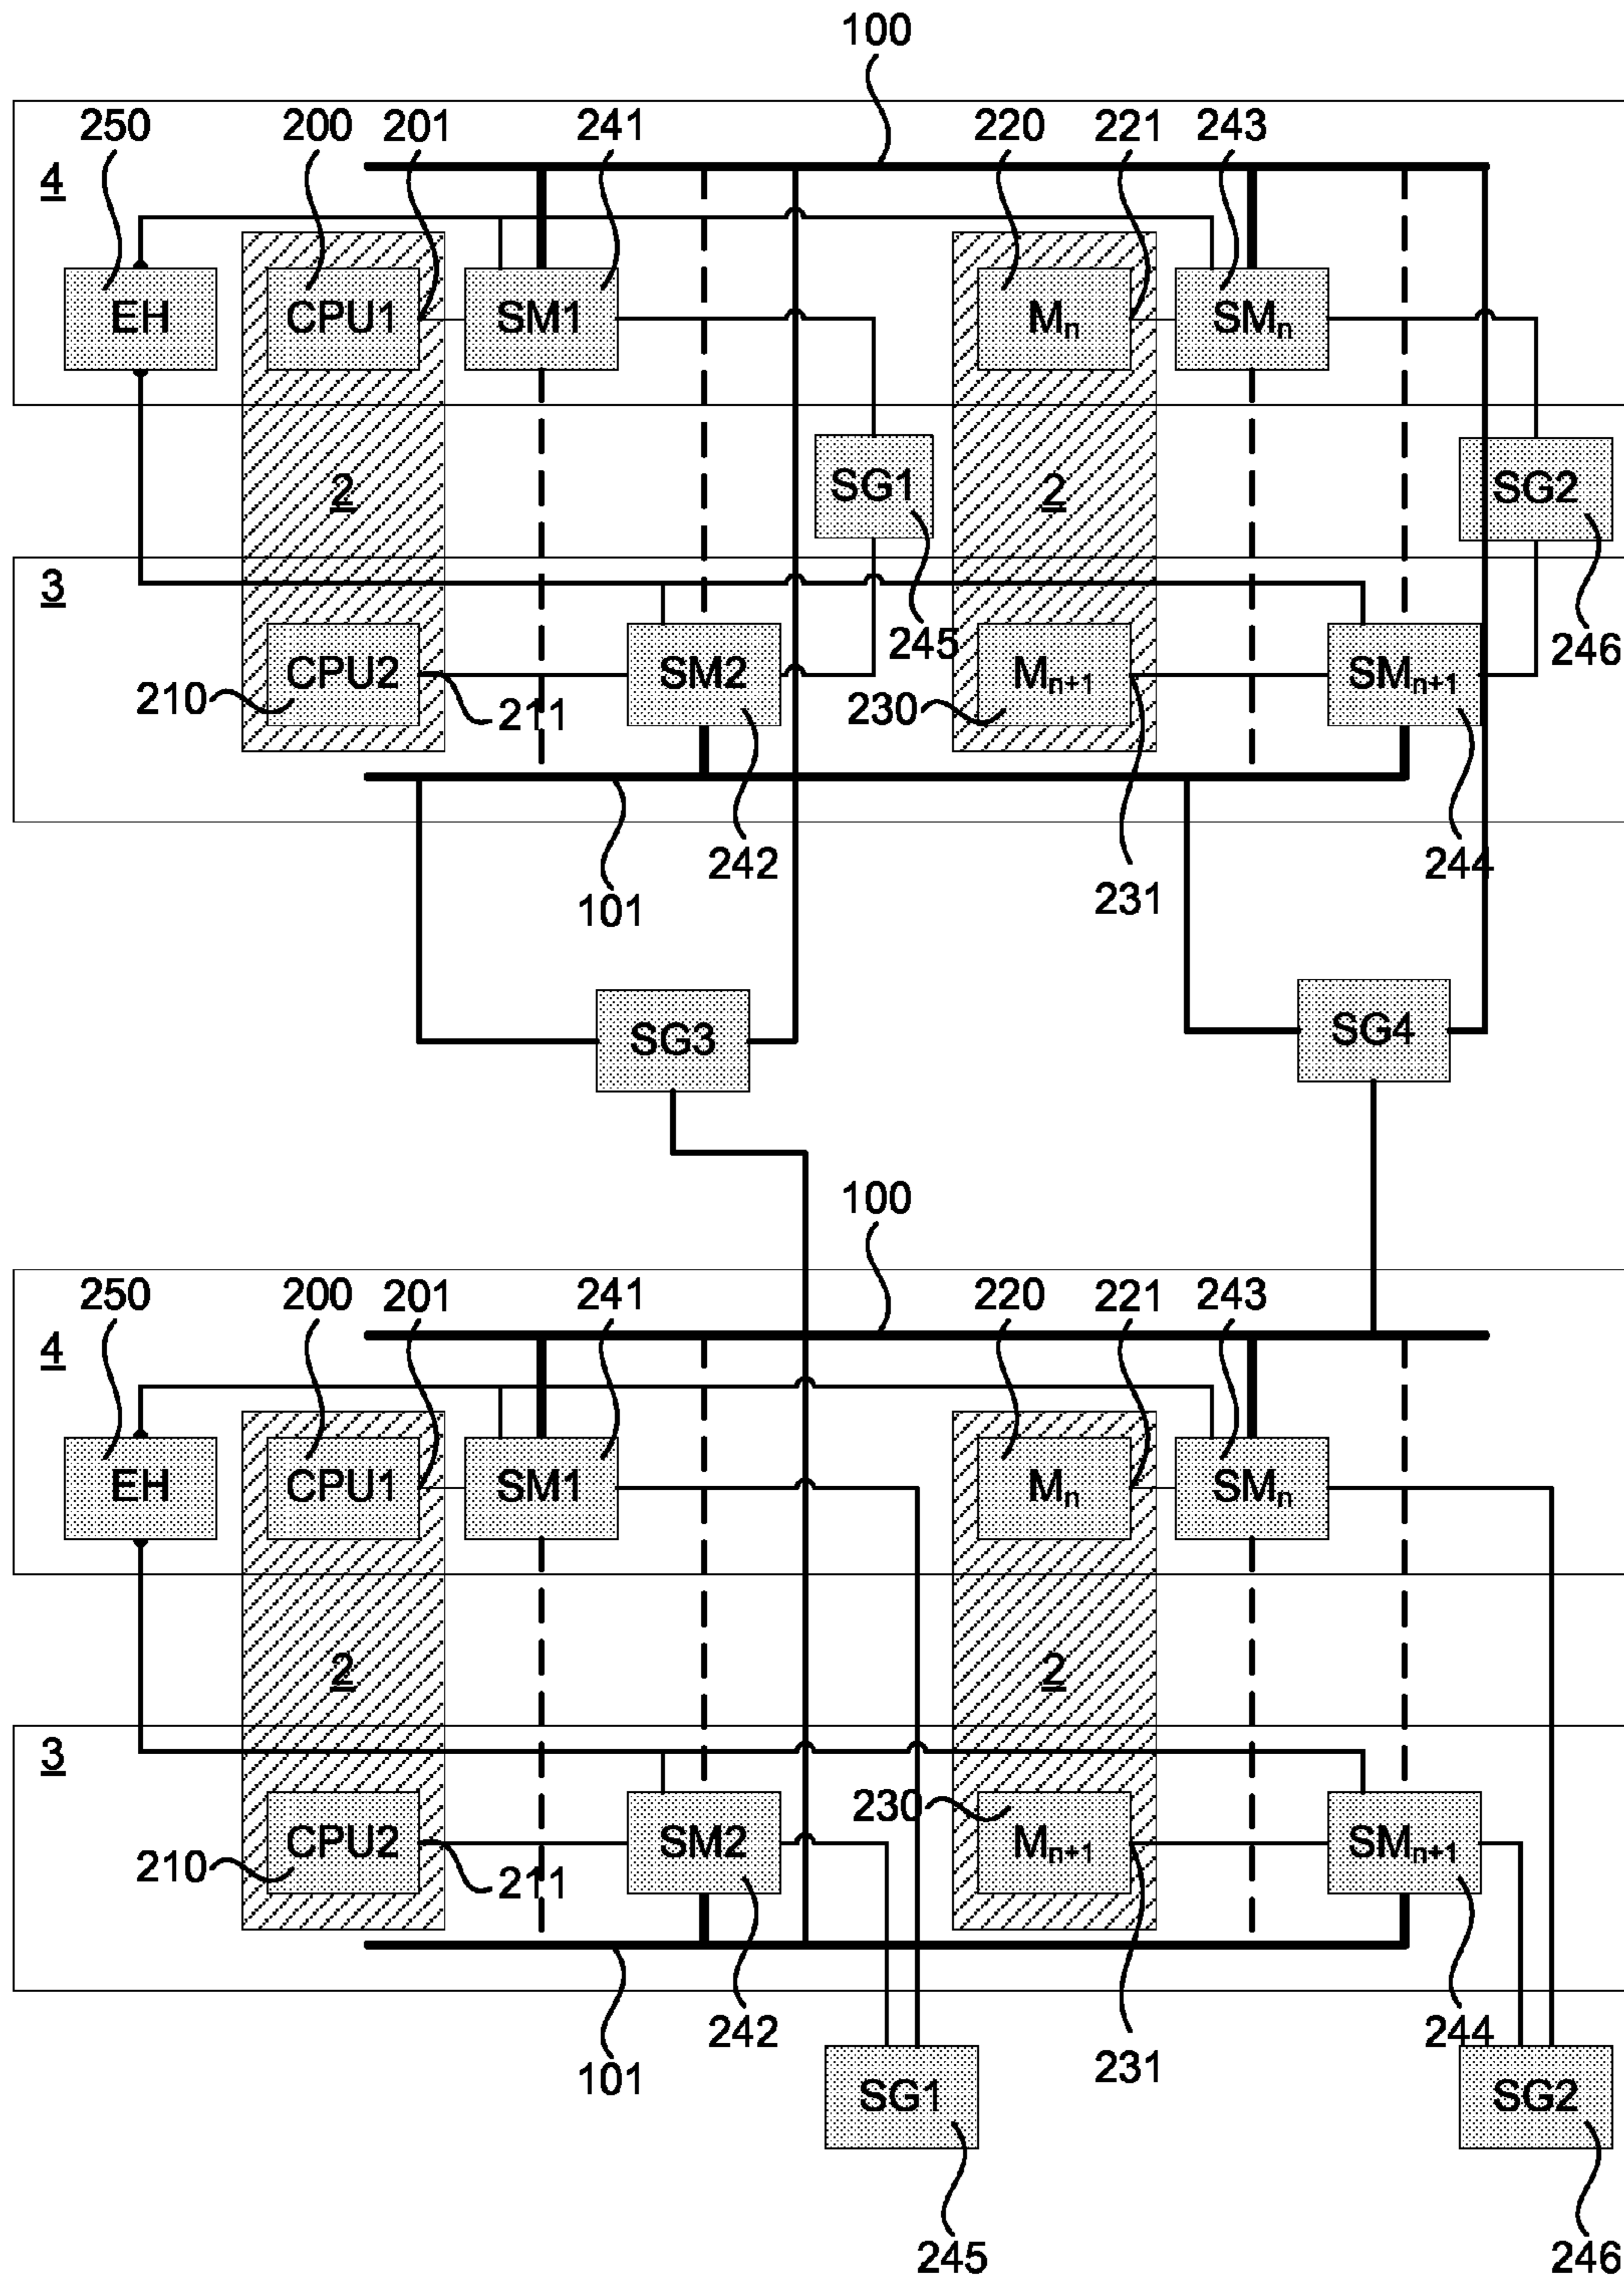 100
250 200 201 241 220 221 243
4
EH CPU1 SM1 Mn SMn
2 SG1 2 SG2
3
245 246
CPU2 SM2 Mn+1 SMn+1
210 211 230
242 231 244
101
SG3 SG4
100
250 200 201 241 220 221 243
4
EH CPU1 SM1 Mn SMn
2 2
3
230
CPU2 SM2 Mn+1 SMn+1
210 211
242 231 244
101
SG1 SG2
245 246